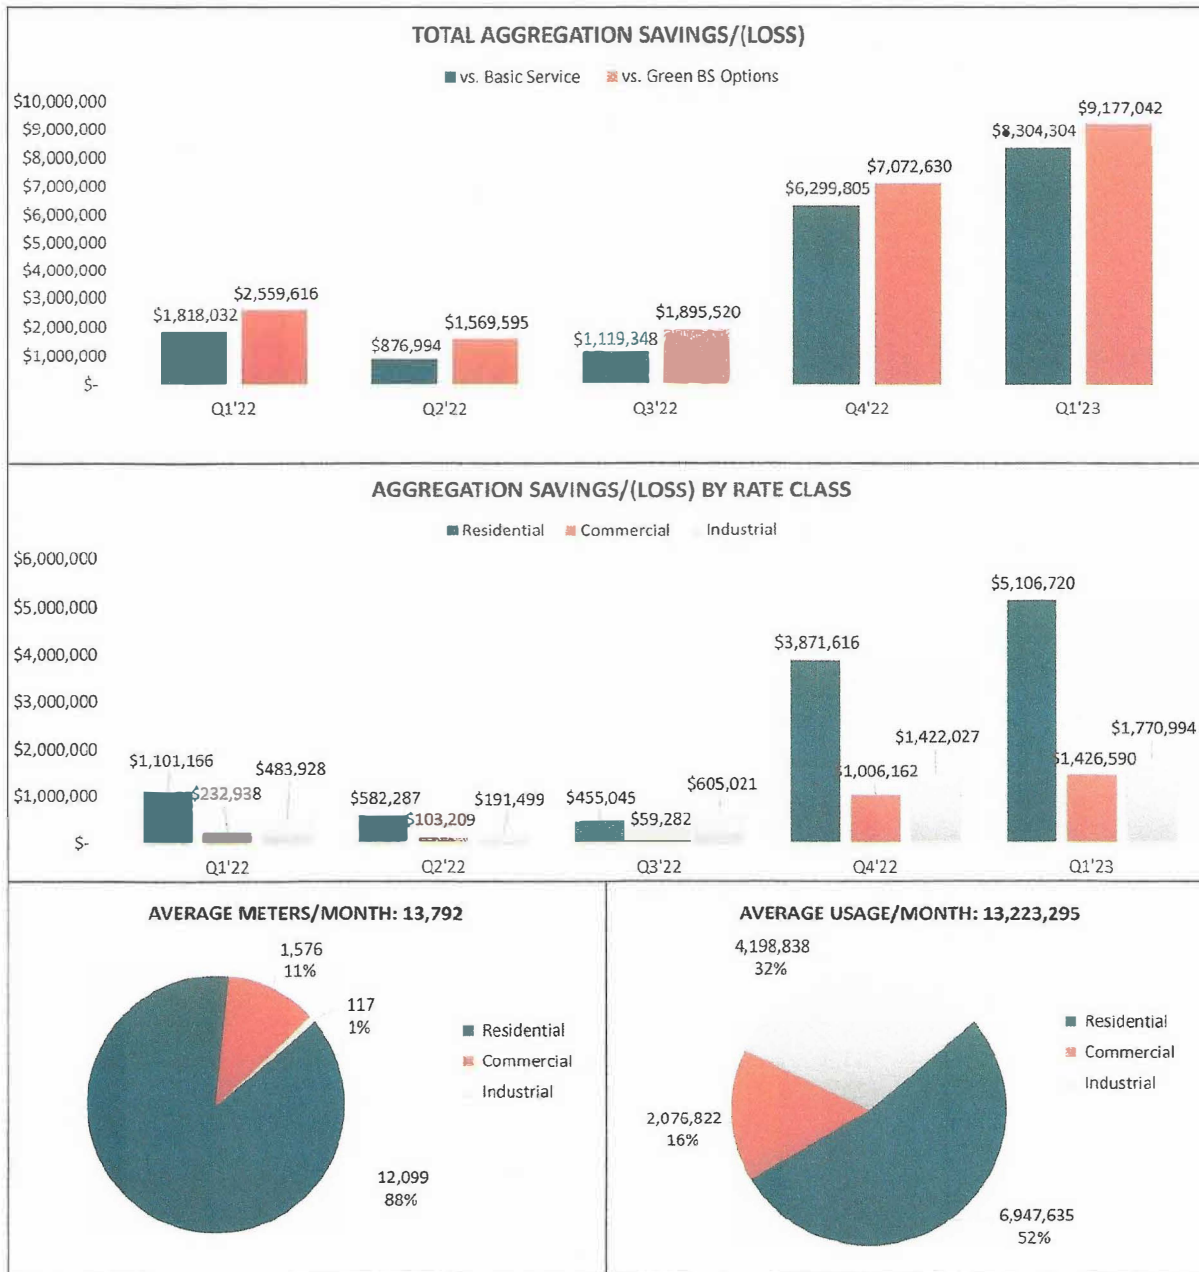 TOTAL AGGREGATION SAVINGS/(LOSS)
vs. Basic Service vs. Green BS Options
$10,000,000
$9,000,000
$8,000,000
$7,000,000
$6,000,000
$5,000,000
$4,000,000
$3,000,000
$2,000,000
$1,000,000
$-
$1,818,032 $2,559,616
$876,994 $1,569,595
$1,119,348 $1,895,520
$6,299,805 $7,072,630
$8,304,304 $9,177,042
Q1'22 Q2'22 Q3'22 Q4'22 Q1'23
AGGREGATION SAVINGS/(LOSS) BY RATE CLASS
Residential Commercial Industrial
$6,000,000
$5,000,000
$4,000,000
$3,000,000
$2,000,000
$1,000,000
$-
$1,101,166 $232,938 $483,928
$582,287 $103,209 $191,499
$455,045 $59,282 $605,021
$3,871,616 $1,006,162 $1,422,027
$5,106,720 $1,426,590 $1,770,994
Q1'22 Q2'22 Q3'22 Q4'22 Q1'23
AVERAGE METERS/MONTH: 13,792
1,576
11%
117
1%
12,099
88%
Residential
Commercial
Industrial
AVERAGE USAGE/MONTH: 13,223,295
4,198,838
32%
2,076,822
16%
6,947,635
52%
Residential
Commercial
Industrial